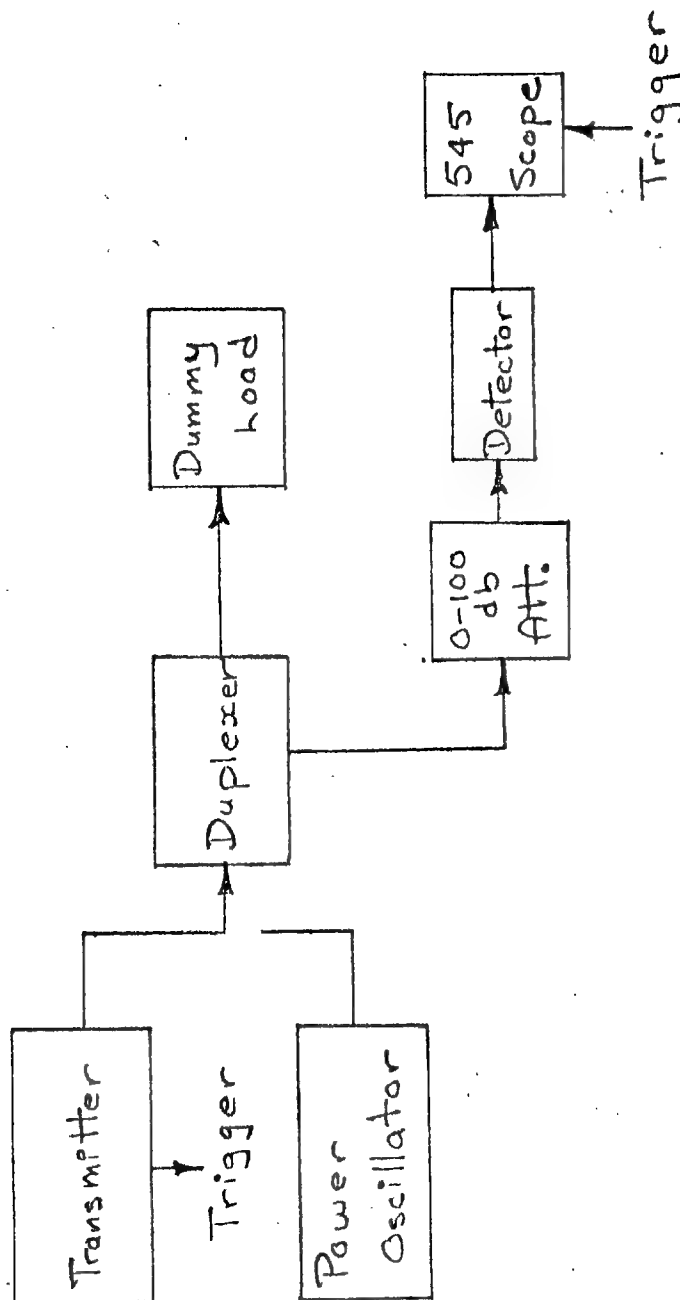 Transmitter
Trigger
Power
Oscillator
Duplexer
Dummy
Load
0-100
db
Att.
Detector
545
Scope
Trigger